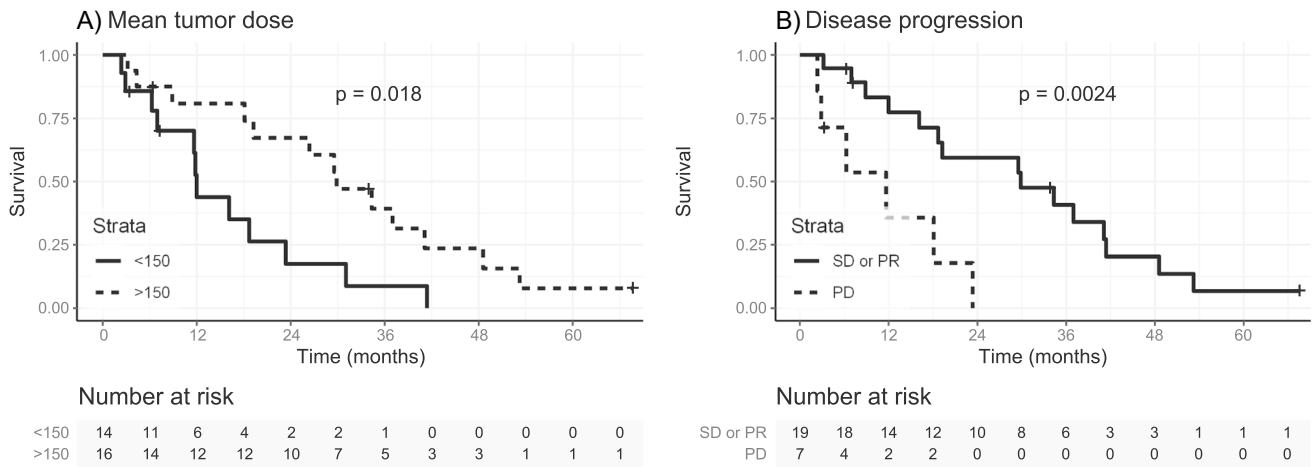 A) Mean tumor dose
1.00
0.75
0.50
0.25
0.00
Survival
p = 0.018
Strata
<150
>150
0 12 24 36 48 60
Time (months)
Number at risk
<150 14 11 6 4 2 2 1 0 0 0 0 0
>150 16 14 12 12 10 7 5 3 3 1 1 1
B) Disease progression
1.00
0.75
0.50
0.25
0.00
Survival
p = 0.0024
Strata
SD or PR
PD
0 12 24 36 48 60
Time (months)
Number at risk
SD or PR 19 18 14 12 10 8 6 3 3 1 1 1
PD 7 4 2 2 0 0 0 0 0 0 0 0